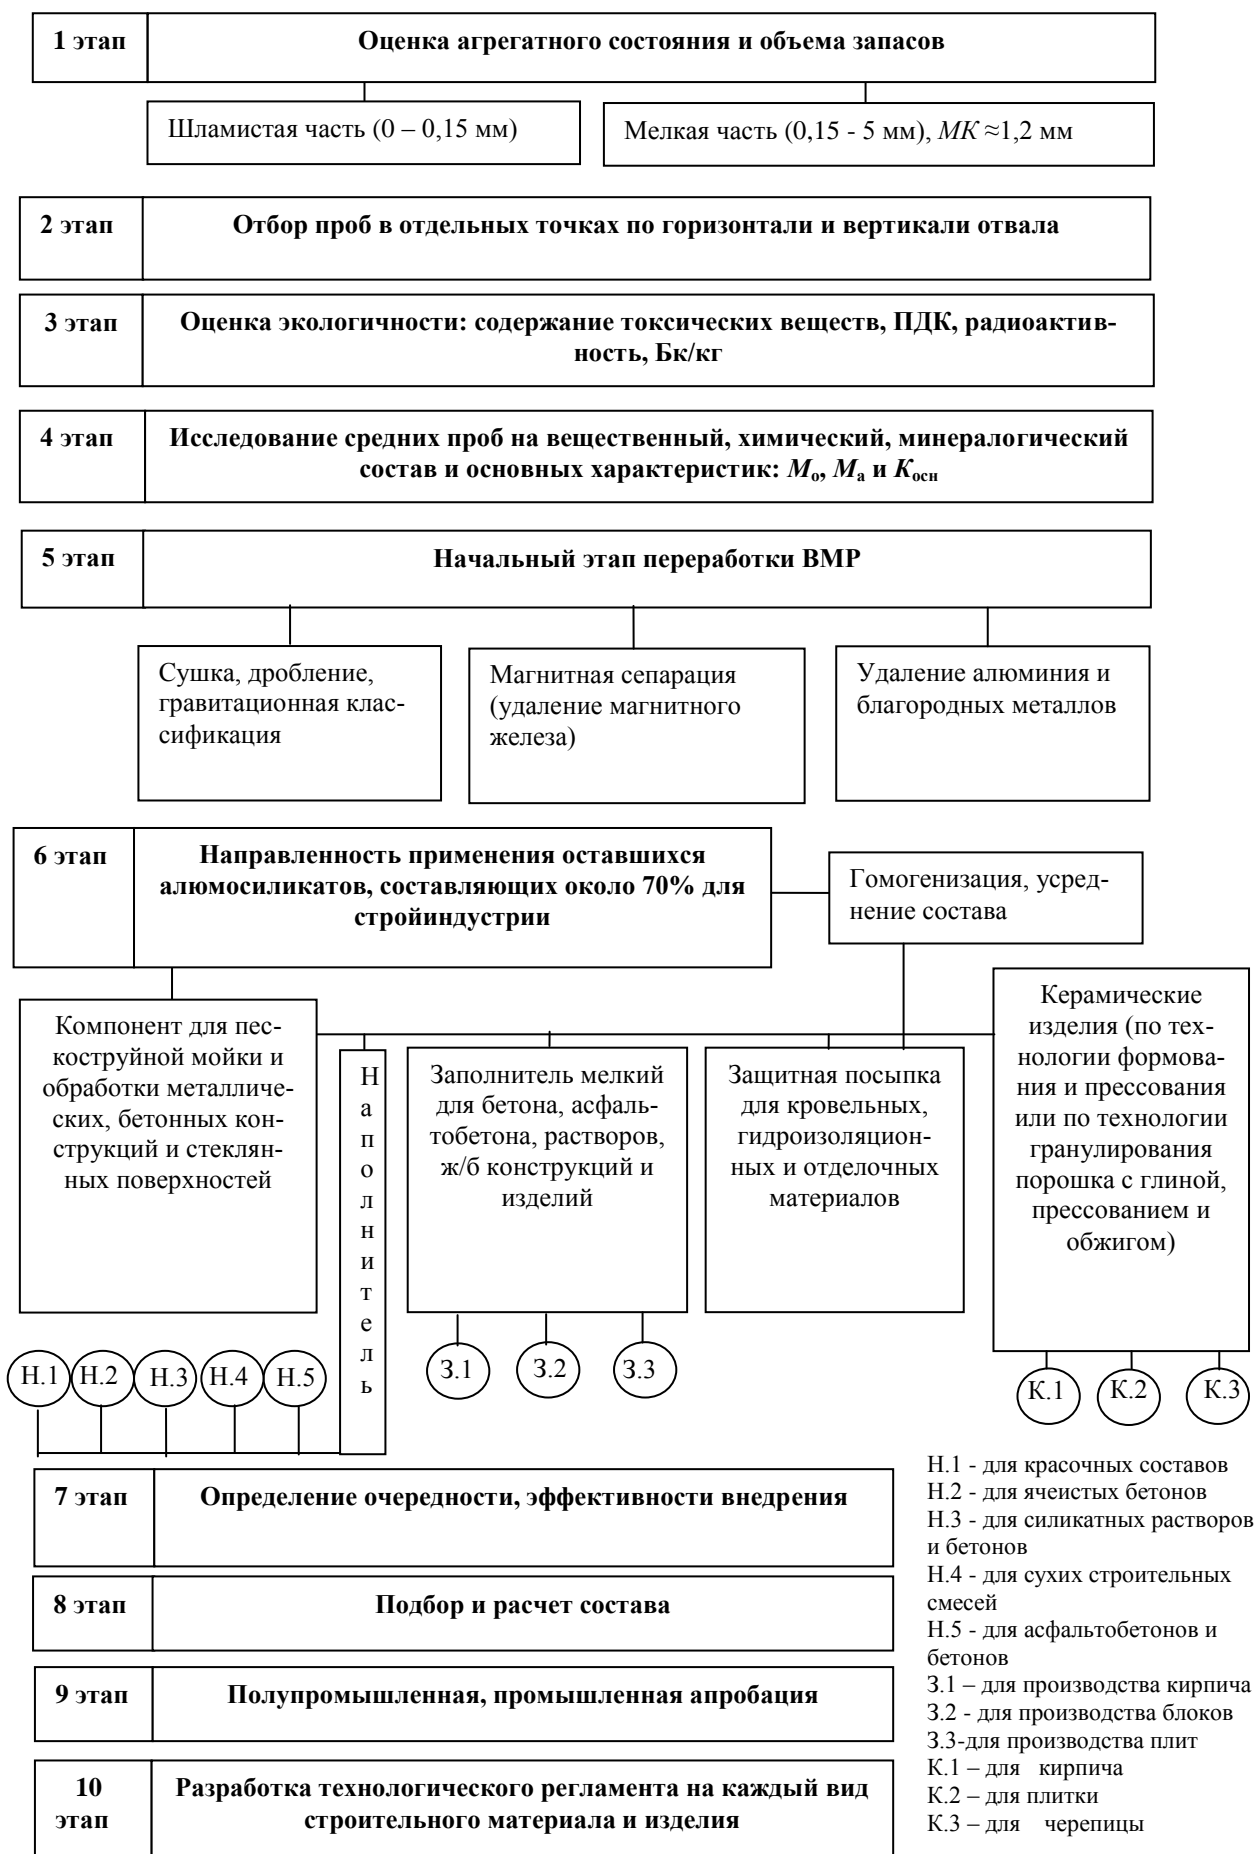 1 этап
Оценка агрегатного состояния и объема запасов
Шламистая часть (0 – 0,15 мм)
Мелкая часть (0,15 - 5 мм), МК ≈1,2 мм
2 этап
Отбор проб в отдельных точках по горизонтали и вертикали отвала
3 этап
Оценка экологичности: содержание токсических веществ, ПДК, радиоактив-
ность, Бк/кг
4 этап
Исследование средних проб на вещественный, химический, минералогический
состав и основных характеристик: Мо, Ма и Косн
5 этап
Начальный этап переработки ВМР
Сушка, дробление,
гравитационная клас-
сификация
Магнитная сепарация
(удаление магнитного
железа)
Удаление алюминия и
благородных металлов
6 этап
Направленность применения оставшихся
алюмосиликатов, составляющих около 70% для
стройиндустрии
Гомогенизация, усред-
нение состава
Компонент для пес-
коструйной мойки и
обработки металличе-
ских, бетонных кон-
струкций и стеклян-
ных поверхностей
Н
а
п
о
л
н
и
т
е
л
ь
Заполнитель мелкий
для бетона, асфаль-
тобетона, растворов,
ж/б конструкций и
изделий
Защитная посыпка
для кровельных,
гидроизоляцион-
ных и отделочных
материалов
Керамические
изделия (по тех-
нологии формова-
ния и прессования
или по технологии
гранулирования
порошка с глиной,
прессованием и
обжигом)
Н.1
Н.2
Н.3
Н.4
Н.5
З.1
З.2
З.3
К.1
К.2
К.3
7 этап
Определение очередности, эффективности внедрения
8 этап
Подбор и расчет состава
9 этап
Полупромышленная, промышленная апробация
10
этап
Разработка технологического регламента на каждый вид
строительного материала и изделия
Н.1 - для красочных составов
Н.2 - для ячеистых бетонов
Н.3 - для силикатных растворов
и бетонов
Н.4 - для сухих строительных
смесей
Н.5 - для асфальтобетонов и
бетонов
З.1 – для производства кирпича
З.2 - для производства блоков
З.3-для производства плит
К.1 – для кирпича
К.2 – для плитки
К.3 – для черепицы